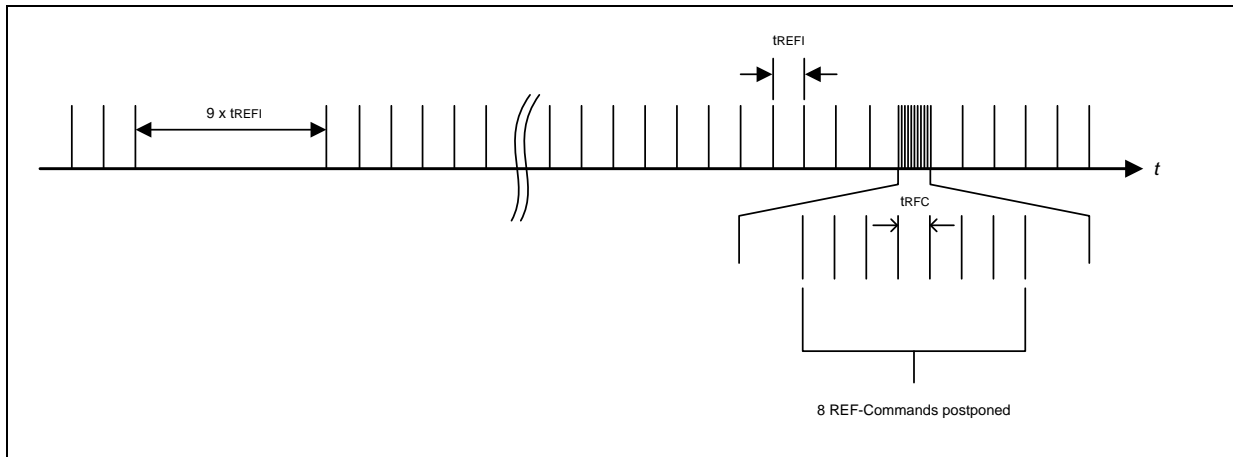 tREFI
9 x tREFI
t
tRFC
8 REF-Commands postponed